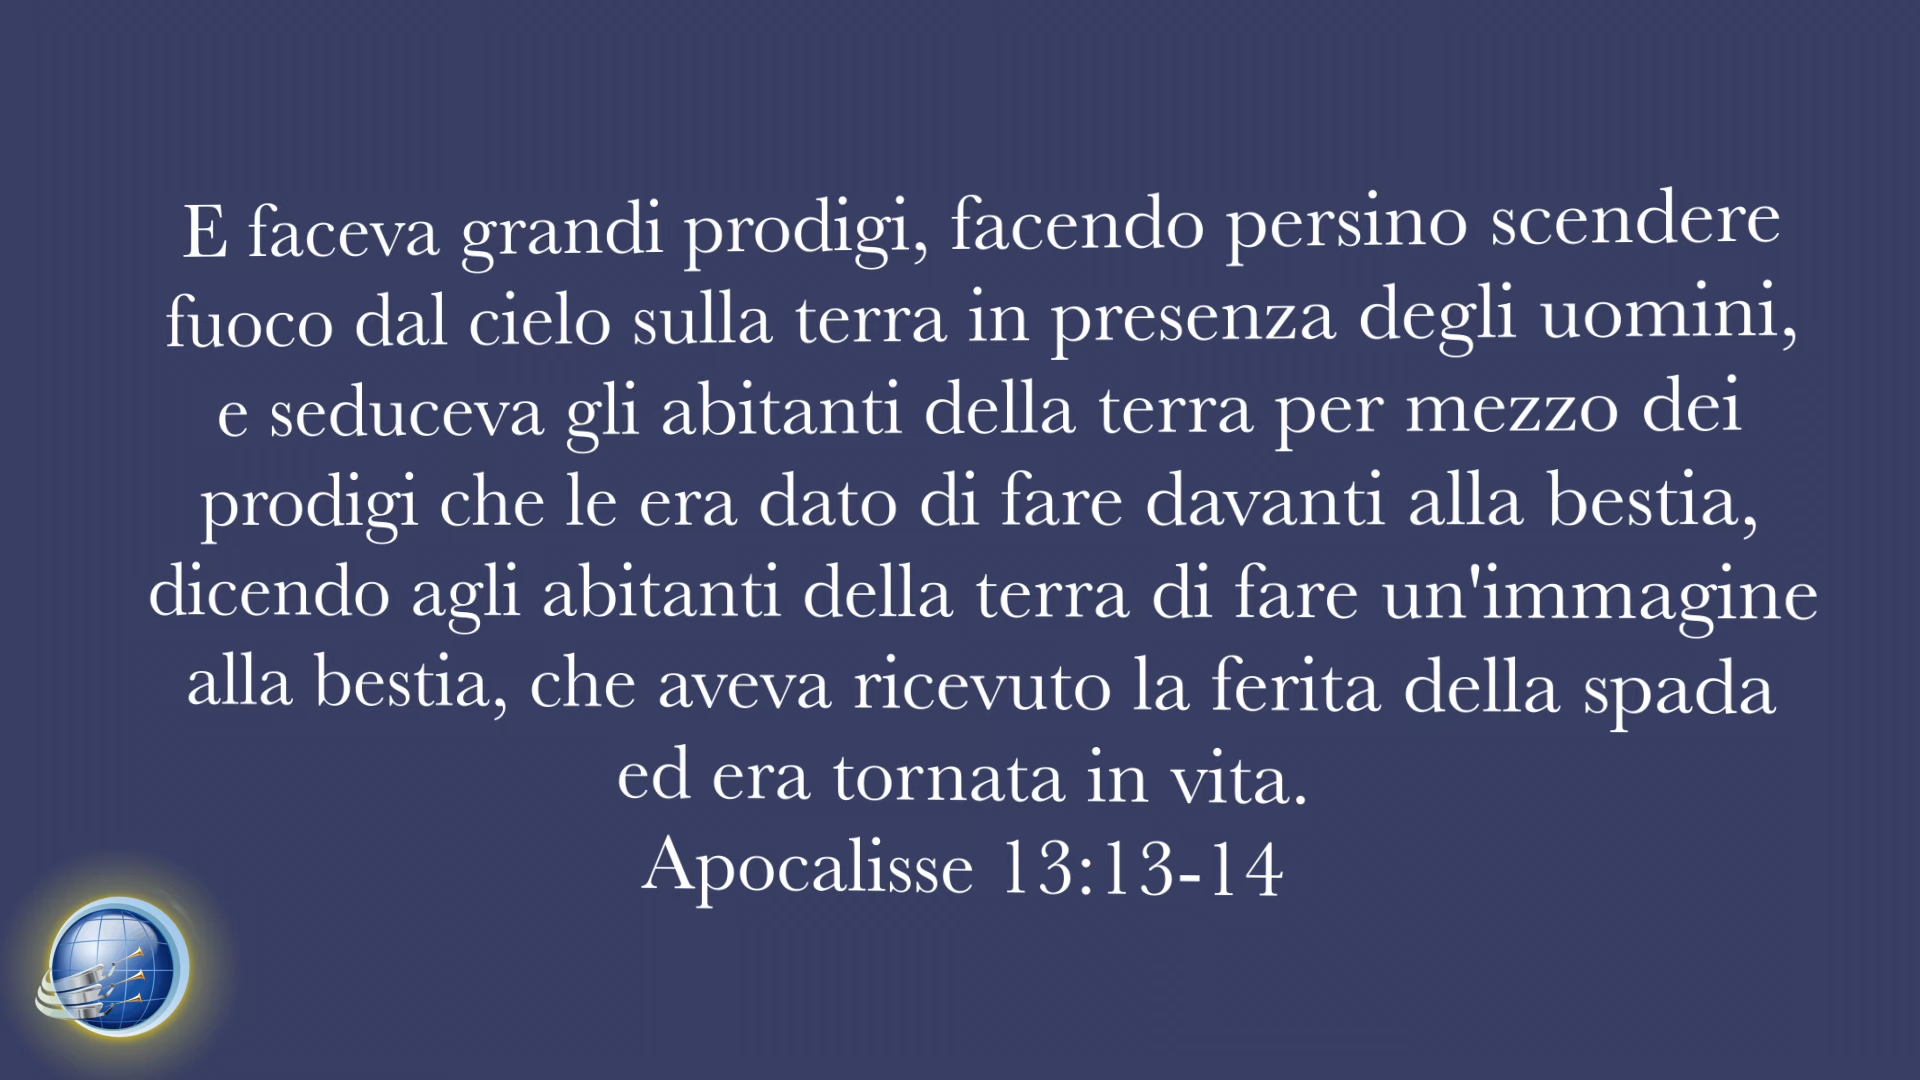 E faceva grandi prodigi, facendo persino scendere
fuoco dal cielo sulla terra in presenza degli uomini,
e seduceva gli abitanti della terra per mezzo dei
prodigi che le era dato di fare davanti alla bestia,
dicendo agli abitanti della terra di fare un'immagine
alla bestia, che aveva ricevuto la ferita della spada
ed era tornata in vita.
Apocalisse 13:13-14